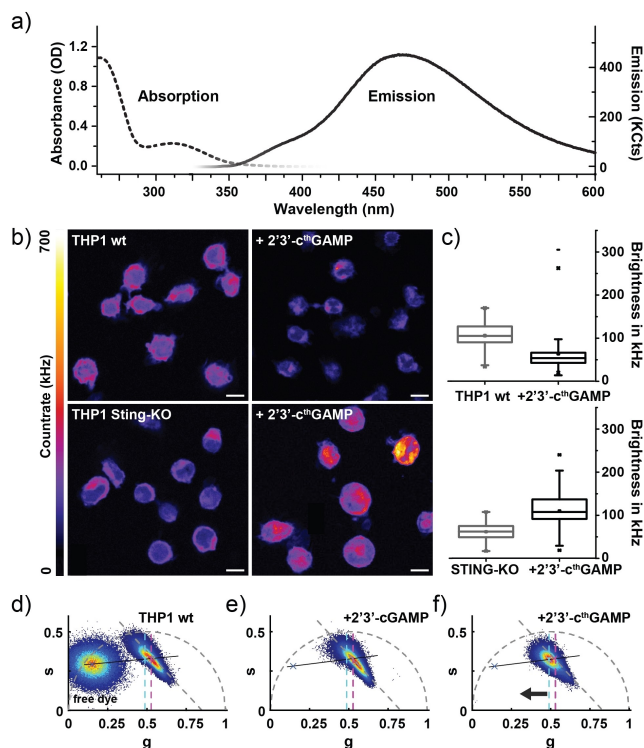 a)
Absorbance (OD)
1.2
0.8
0.4
0.0
Absorption
Emission
400
200
0
Emission (KCts)
300
350
400
450
500
550
600
Wavelength (nm)
b)
700
Countrate (kHz)
0
THP1 wt
+ 2'3'-cthGAMP
THP1 Sting-KO
+ 2'3'-cthGAMP
c)
300
200
100
0
Brightness in kHz
THP1 wt
+2'3'-cthGAMP
300
200
100
0
Brightness in kHz
STING-KO
+2'3'-cthGAMP
d)
THP1 wt
0.5
s
0
free dye
0
0.25
0.5
0.75
1
g
e)
+2'3'-cGAMP
0.5
s
0
0
0.25
0.5
0.75
1
g
f)
+2'3'-cthGAMP
0.5
s
0
0
0.25
0.5
0.75
1
g